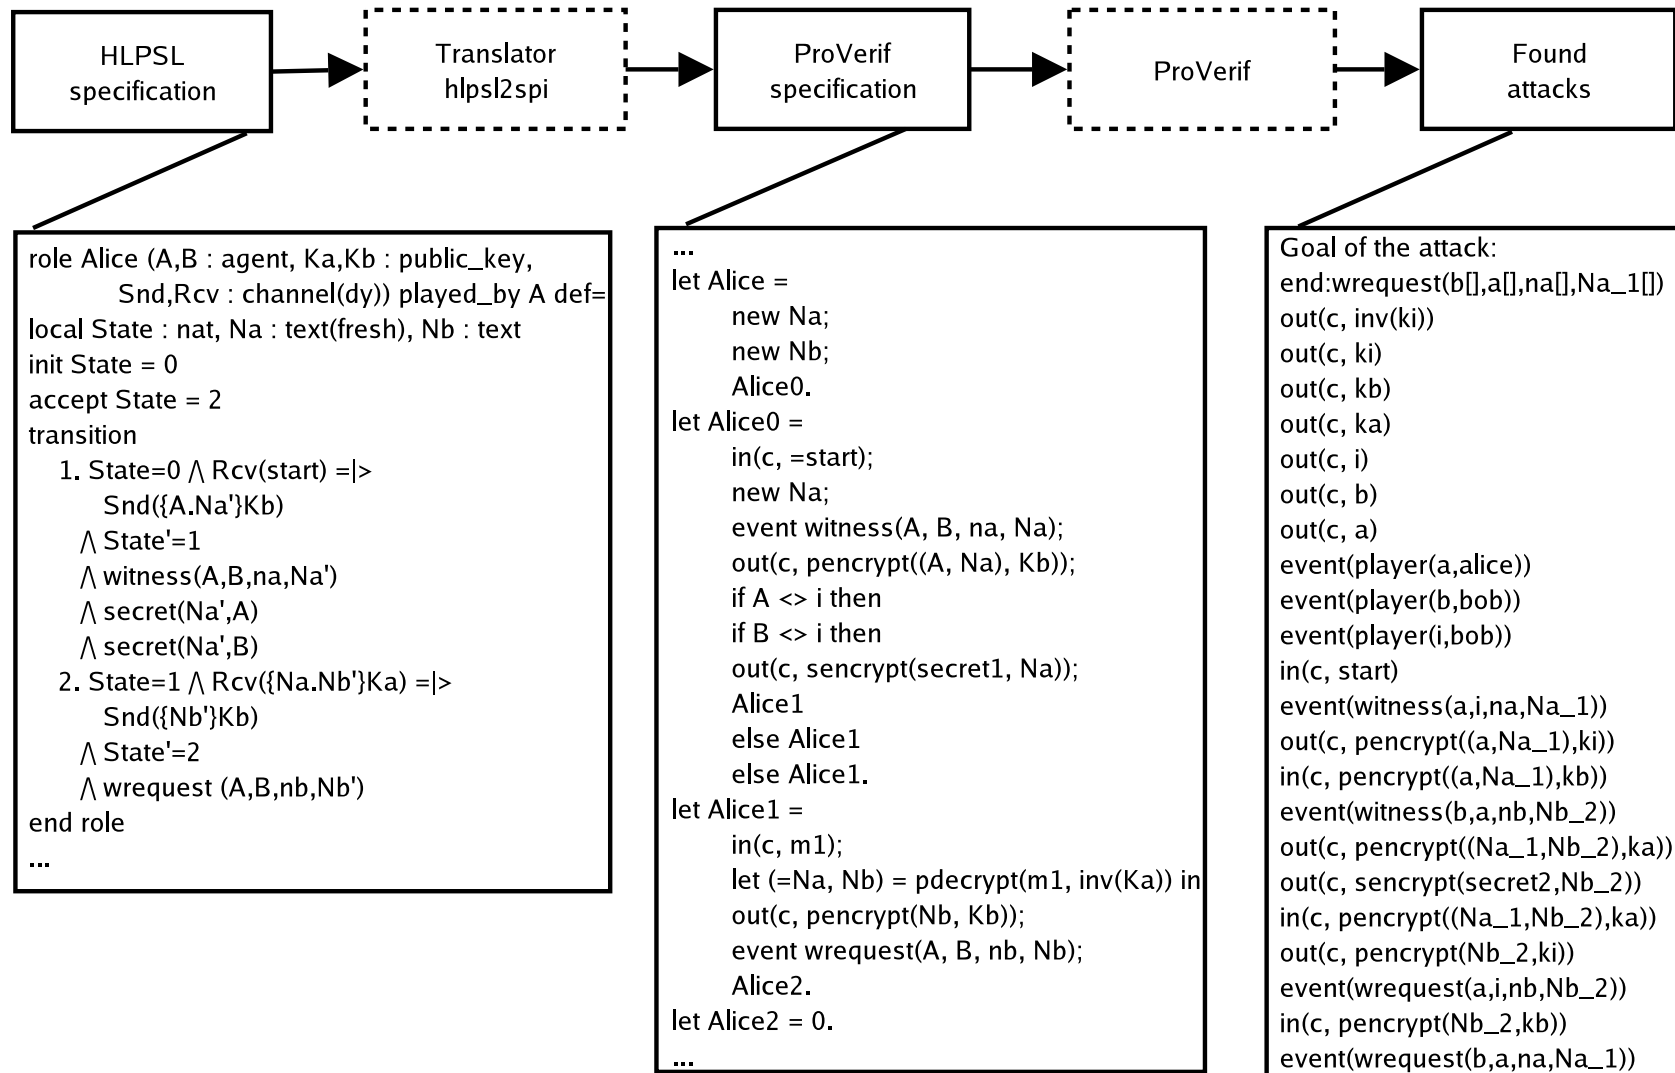 HLPSL
specification
Translator
hlpsl2spi
ProVerif
specification
ProVerif
Found
attacks
role Alice (A,B : agent, Ka,Kb : public_key,
Snd,Rcv : channel(dy)) played_by A def=
local State : nat, Na : text(fresh), Nb : text
init State = 0
accept State = 2
transition
1. State=0 /\ Rcv(start) =|>
Snd({A.Na'}Kb)
/\ State'=1
/\ witness(A,B,na,Na')
/\ secret(Na',A)
/\ secret(Na',B)
2. State=1 /\ Rcv({Na.Nb'}Ka) =|>
Snd({Nb'}Kb)
/\ State'=2
/\ wrequest (A,B,nb,Nb')
end role
...
...
let Alice =
new Na;
new Nb;
Alice0.
let Alice0 =
in(c, =start);
new Na;
event witness(A, B, na, Na);
out(c, pencrypt((A, Na), Kb));
if A <> i then
if B <> i then
out(c, sencrypt(secret1, Na));
Alice1
else Alice1
else Alice1.
let Alice1 =
in(c, m1);
let (=Na, Nb) = pdecrypt(m1, inv(Ka)) in
out(c, pencrypt(Nb, Kb));
event wrequest(A, B, nb, Nb);
Alice2.
let Alice2 = 0.
...
Goal of the attack:
end:wrequest(b[],a[],na[],Na_1[])
out(c, inv(ki))
out(c, ki)
out(c, kb)
out(c, ka)
out(c, i)
out(c, b)
out(c, a)
event(player(a,alice))
event(player(b,bob))
event(player(i,bob))
in(c, start)
event(witness(a,i,na,Na_1))
out(c, pencrypt((a,Na_1),ki))
in(c, pencrypt((a,Na_1),kb))
event(witness(b,a,nb,Nb_2))
out(c, pencrypt((Na_1,Nb_2),ka))
out(c, sencrypt(secret2,Nb_2))
in(c, pencrypt((Na_1,Nb_2),ka))
out(c, pencrypt(Nb_2,ki))
event(wrequest(a,i,nb,Nb_2))
in(c, pencrypt(Nb_2,kb))
event(wrequest(b,a,na,Na_1))